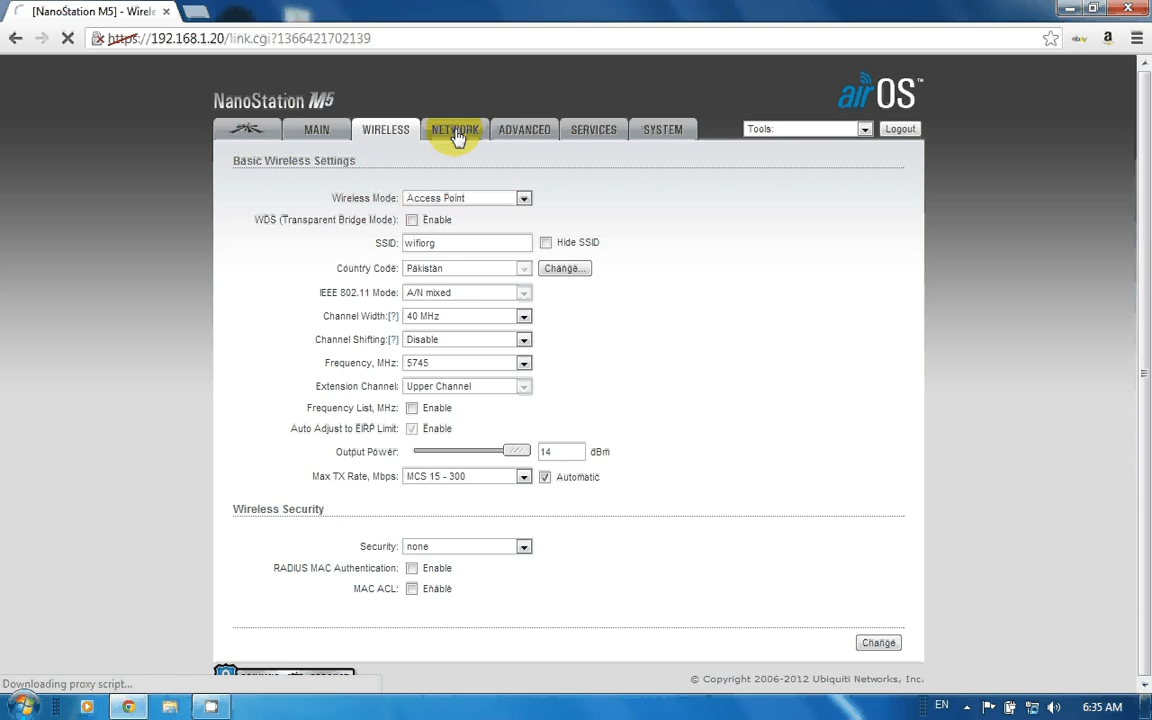 [NanoStation M5] - Wirele
https://192.168.1.20/link.cgi?1366421702139
NanoStation M5
airOS™
MAIN WIRELESS NETWORK ADVANCED SERVICES SYSTEM Tools: Logout
Basic Wireless Settings
Wireless Mode: Access Point
WDS (Transparent Bridge Mode): Enable
SSID: wifiorg Hide SSID
Country Code: Pakistan Change...
IEEE 802.11 Mode: A/N mixed
Channel Width:[?] 40 MHz
Channel Shifting:[?] Disable
Frequency, MHz: 5745
Extension Channel: Upper Channel
Frequency List, MHz: Enable
Auto Adjust to EIRP Limit: Enable
Output Power: 14 dBm
Max TX Rate, Mbps: MCS 15 - 300 Automatic
Wireless Security
Security: none
RADIUS MAC Authentication: Enable
MAC ACL: Enable
Change
© Copyright 2006-2012 Ubiquiti Networks, Inc.
Downloading proxy script...
EN 6:35 AM